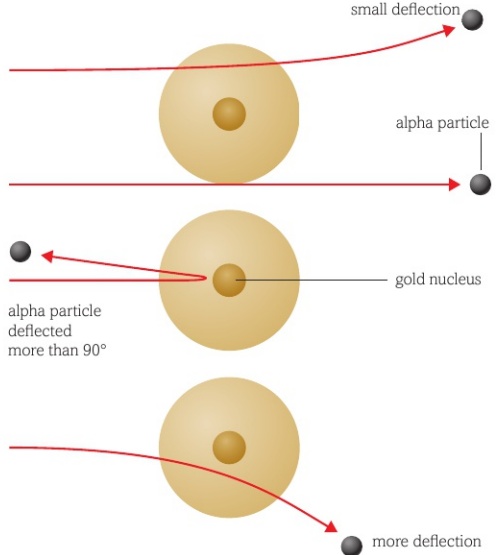 small deflection
alpha particle
gold nucleus
alpha particle
deflected
more than 90°
more deflection